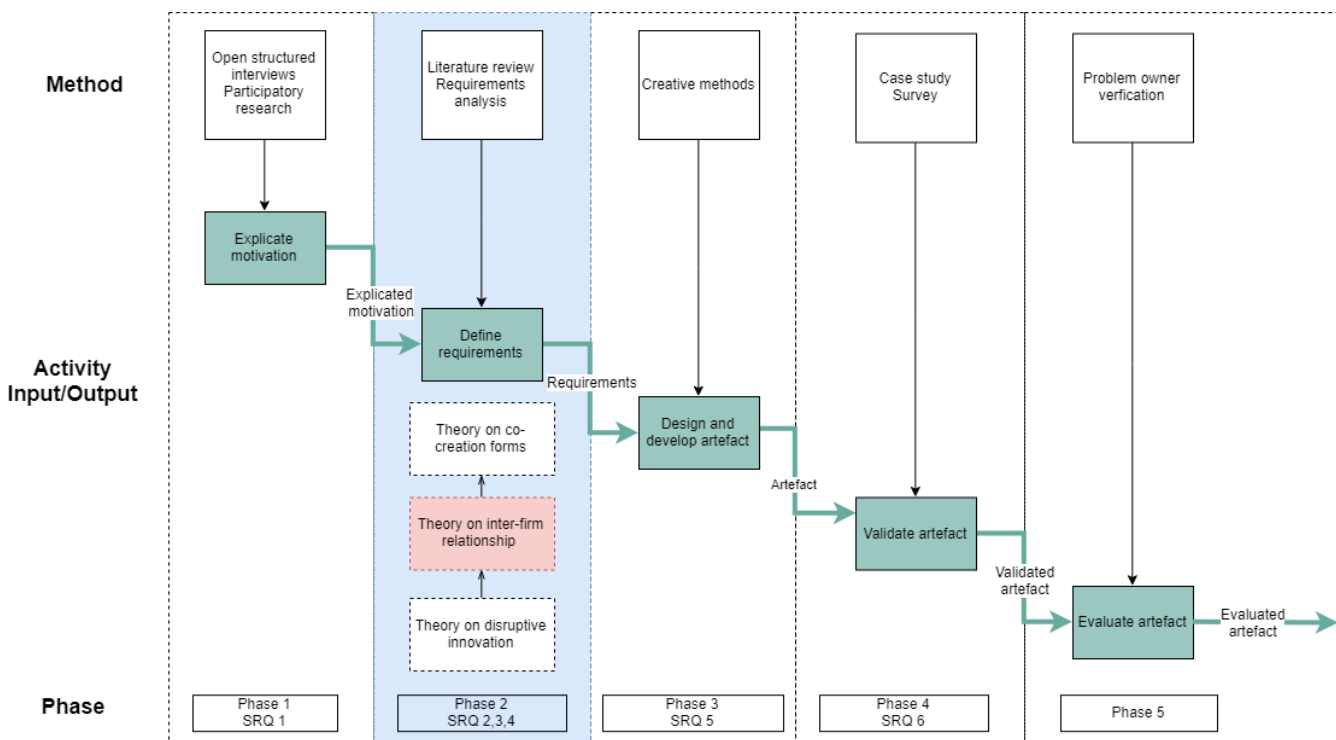 Method
Open structured
interviews
Participatory
research
Literature review
Requirements
analysis
Creative methods
Case study
Survey
Problem owner
verfication
Activity
Input/Output
Explicate
motivation
Explicated
motivation
Define
requirements
Requirements
Theory on co-
creation forms
Theory on inter-firm
relationship
Theory on disruptive
innovation
Design and
develop artefact
Artefact
Validate artefact
Validated
artefact
Evaluate artefact
Evaluated
artefact
Phase
Phase 1
SRQ 1
Phase 2
SRQ 2,3,4
Phase 3
SRQ 5
Phase 4
SRQ 6
Phase 5